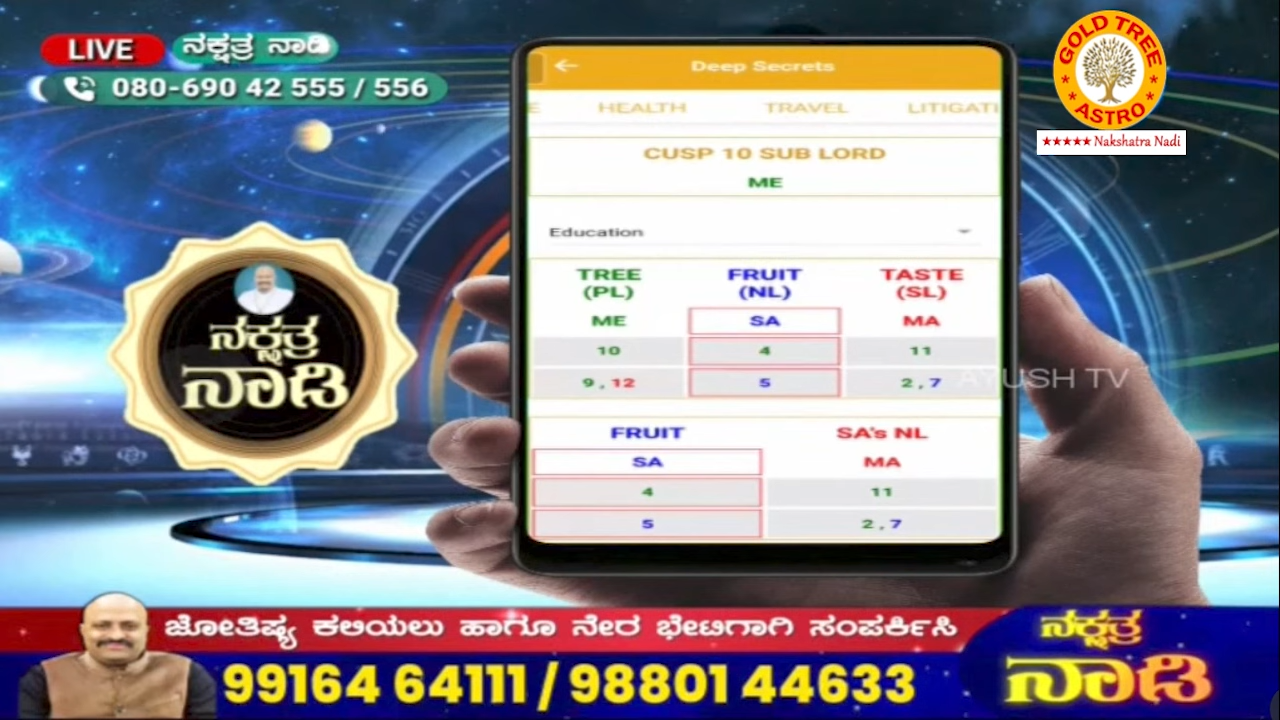 LIVE ನಕ್ಷತ್ರ ನಾಡಿ
080-690 42 555 / 556
GOLD TREE
ASTRO
★★★★★ Nakshatra Nadi
Deep Secrets
E HEALTH TRAVEL LITIGATI
CUSP 10 SUB LORD
ME
Education
TREE FRUIT TASTE
(PL) (NL) (SL)
ME SA MA
10 4 11
9 , 12 5 2 , 7
AYUSH TV
FRUIT SA's NL
SA MA
4 11
5 2 , 7
ನಕ್ಷತ್ರ
ನಾಡಿ
ಜ್ಯೋತಿಷ್ಯ ಕಲಿಯಲು ಹಾಗೂ ನೇರ ಭೇಟಿಗಾಗಿ ಸಂಪರ್ಕಿಸಿ
99164 64111 / 98801 44633
ನಕ್ಷತ್ರ
ನಾಡಿ